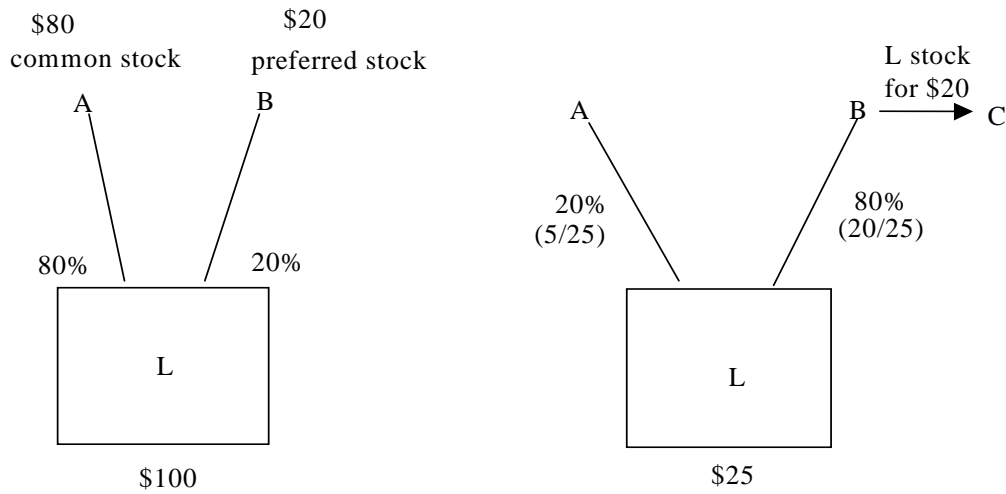 $80
common stock
$20
preferred stock
A
B
80%
20%
L
$100
L stock
for $20
A
B
C
20%
(5/25)
80%
(20/25)
L
$25